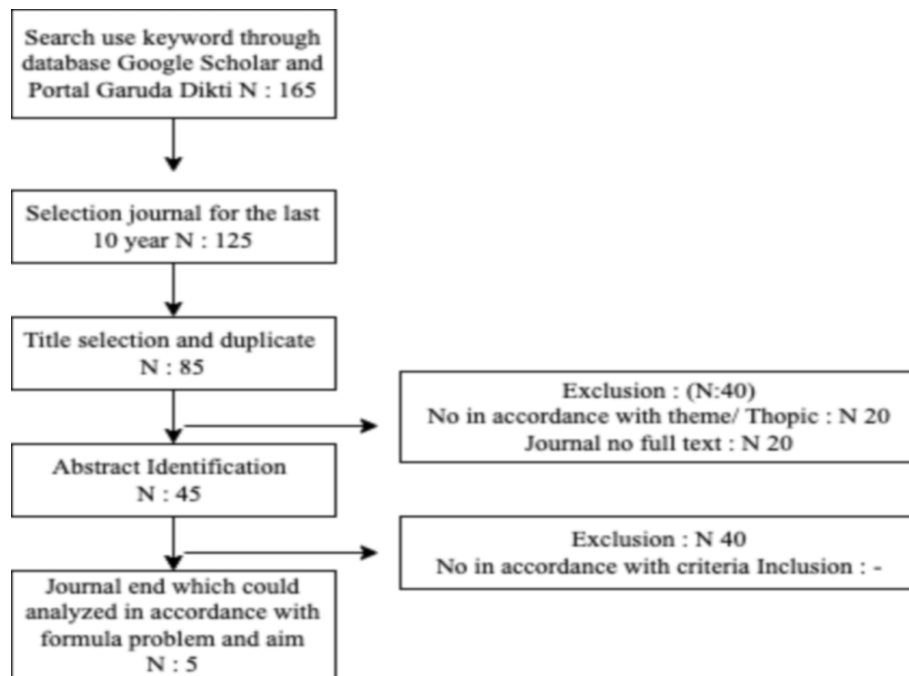 Search use keyword through
database Google Scholar and
Portal Garuda Dikti N : 165
Selection journal for the last
10 year N : 125
Title selection and duplicate
N : 85
Exclusion : (N:40)
No in accordance with theme/ Thopic : N 20
Journal no full text : N 20
Abstract Identification
N : 45
Exclusion : N 40
No in accordance with criteria Inclusion : -
Journal end which could
analyzed in accordance with
formula problem and aim
N : 5